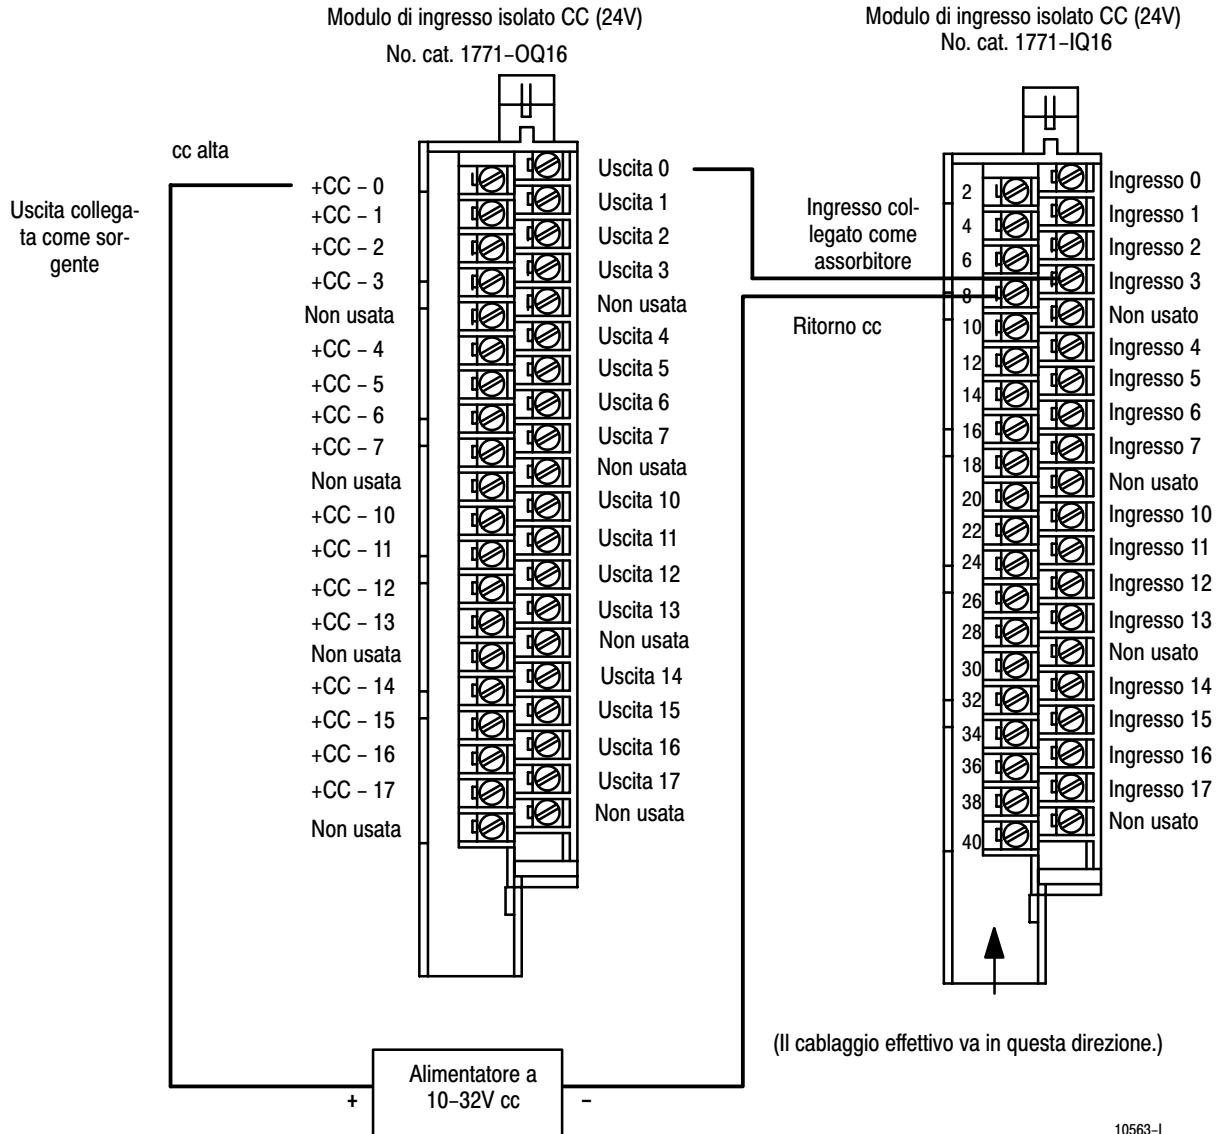 Modulo di ingresso isolato CC (24V)
No. cat. 1771–OQ16
Modulo di ingresso isolato CC (24V)
No. cat. 1771–IQ16
cc alta
Uscita collega-
ta come sor-
gente
+CC – 0
+CC – 1
+CC – 2
+CC – 3
Non usata
+CC – 4
+CC – 5
+CC – 6
+CC – 7
Non usata
+CC – 10
+CC – 11
+CC – 12
+CC – 13
Non usata
+CC – 14
+CC – 15
+CC – 16
+CC – 17
Non usata
Uscita 0
Uscita 1
Uscita 2
Uscita 3
Non usata
Uscita 4
Uscita 5
Uscita 6
Uscita 7
Non usata
Uscita 10
Uscita 11
Uscita 12
Uscita 13
Non usata
Uscita 14
Uscita 15
Uscita 16
Uscita 17
Non usata
Ingresso col-
legato come
assorbitore
Ritorno cc
2
4
6
8
10
12
14
16
18
20
22
24
26
28
30
32
34
36
38
40
Ingresso 0
Ingresso 1
Ingresso 2
Ingresso 3
Non usato
Ingresso 4
Ingresso 5
Ingresso 6
Ingresso 7
Non usato
Ingresso 10
Ingresso 11
Ingresso 12
Ingresso 13
Non usato
Ingresso 14
Ingresso 15
Ingresso 16
Ingresso 17
Non usato
(Il cablaggio effettivo va in questa direzione.)
Alimentatore a
10–32V cc
+
–
10563–I